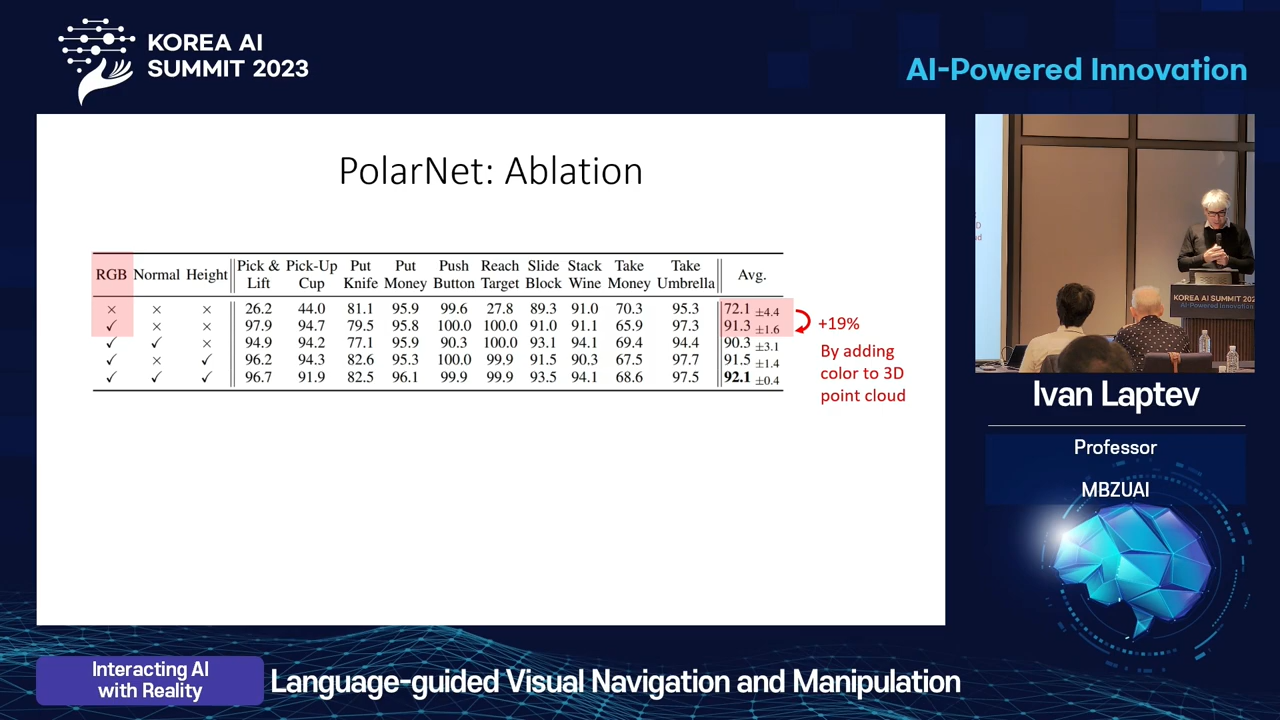 KOREA AI
SUMMIT 2023
AI-Powered Innovation
PolarNet: Ablation
RGB Normal Height Pick & Lift Pick-Up Cup Put Knife Put Money Push Button Reach Target Slide Block Stack Wine Take Money Take Umbrella Avg.
× × × 26.2 44.0 81.1 95.9 99.6 27.8 89.3 91.0 70.3 95.3 72.1 ±4.4
✓ × × 97.9 94.7 79.5 95.8 100.0 100.0 91.0 91.1 65.9 97.3 91.3 ±1.6
✓ ✓ × 94.9 94.2 77.1 95.9 90.3 100.0 93.1 94.1 69.4 94.4 90.3 ±3.1
✓ × ✓ 96.2 94.3 82.6 95.3 100.0 99.9 91.5 90.3 67.5 97.7 91.5 ±1.4
✓ ✓ ✓ 96.7 91.9 82.5 96.1 99.9 99.9 93.5 94.1 68.6 97.5 92.1 ±0.4
+19%
By adding
color to 3D
point cloud
KOREA AI SUMMIT 202
AI-Powered Innovation
Ivan Laptev
Professor
MBZUAI
Interacting AI
with Reality
Language-guided Visual Navigation and Manipulation